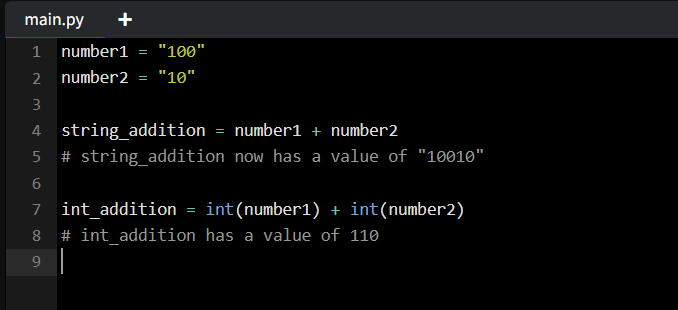 main.py +
1 number1 = "100"
2 number2 = "10"
3
4 string_addition = number1 + number2
5 # string_addition now has a value of "10010"
6
7 int_addition = int(number1) + int(number2)
8 # int_addition has a value of 110
9